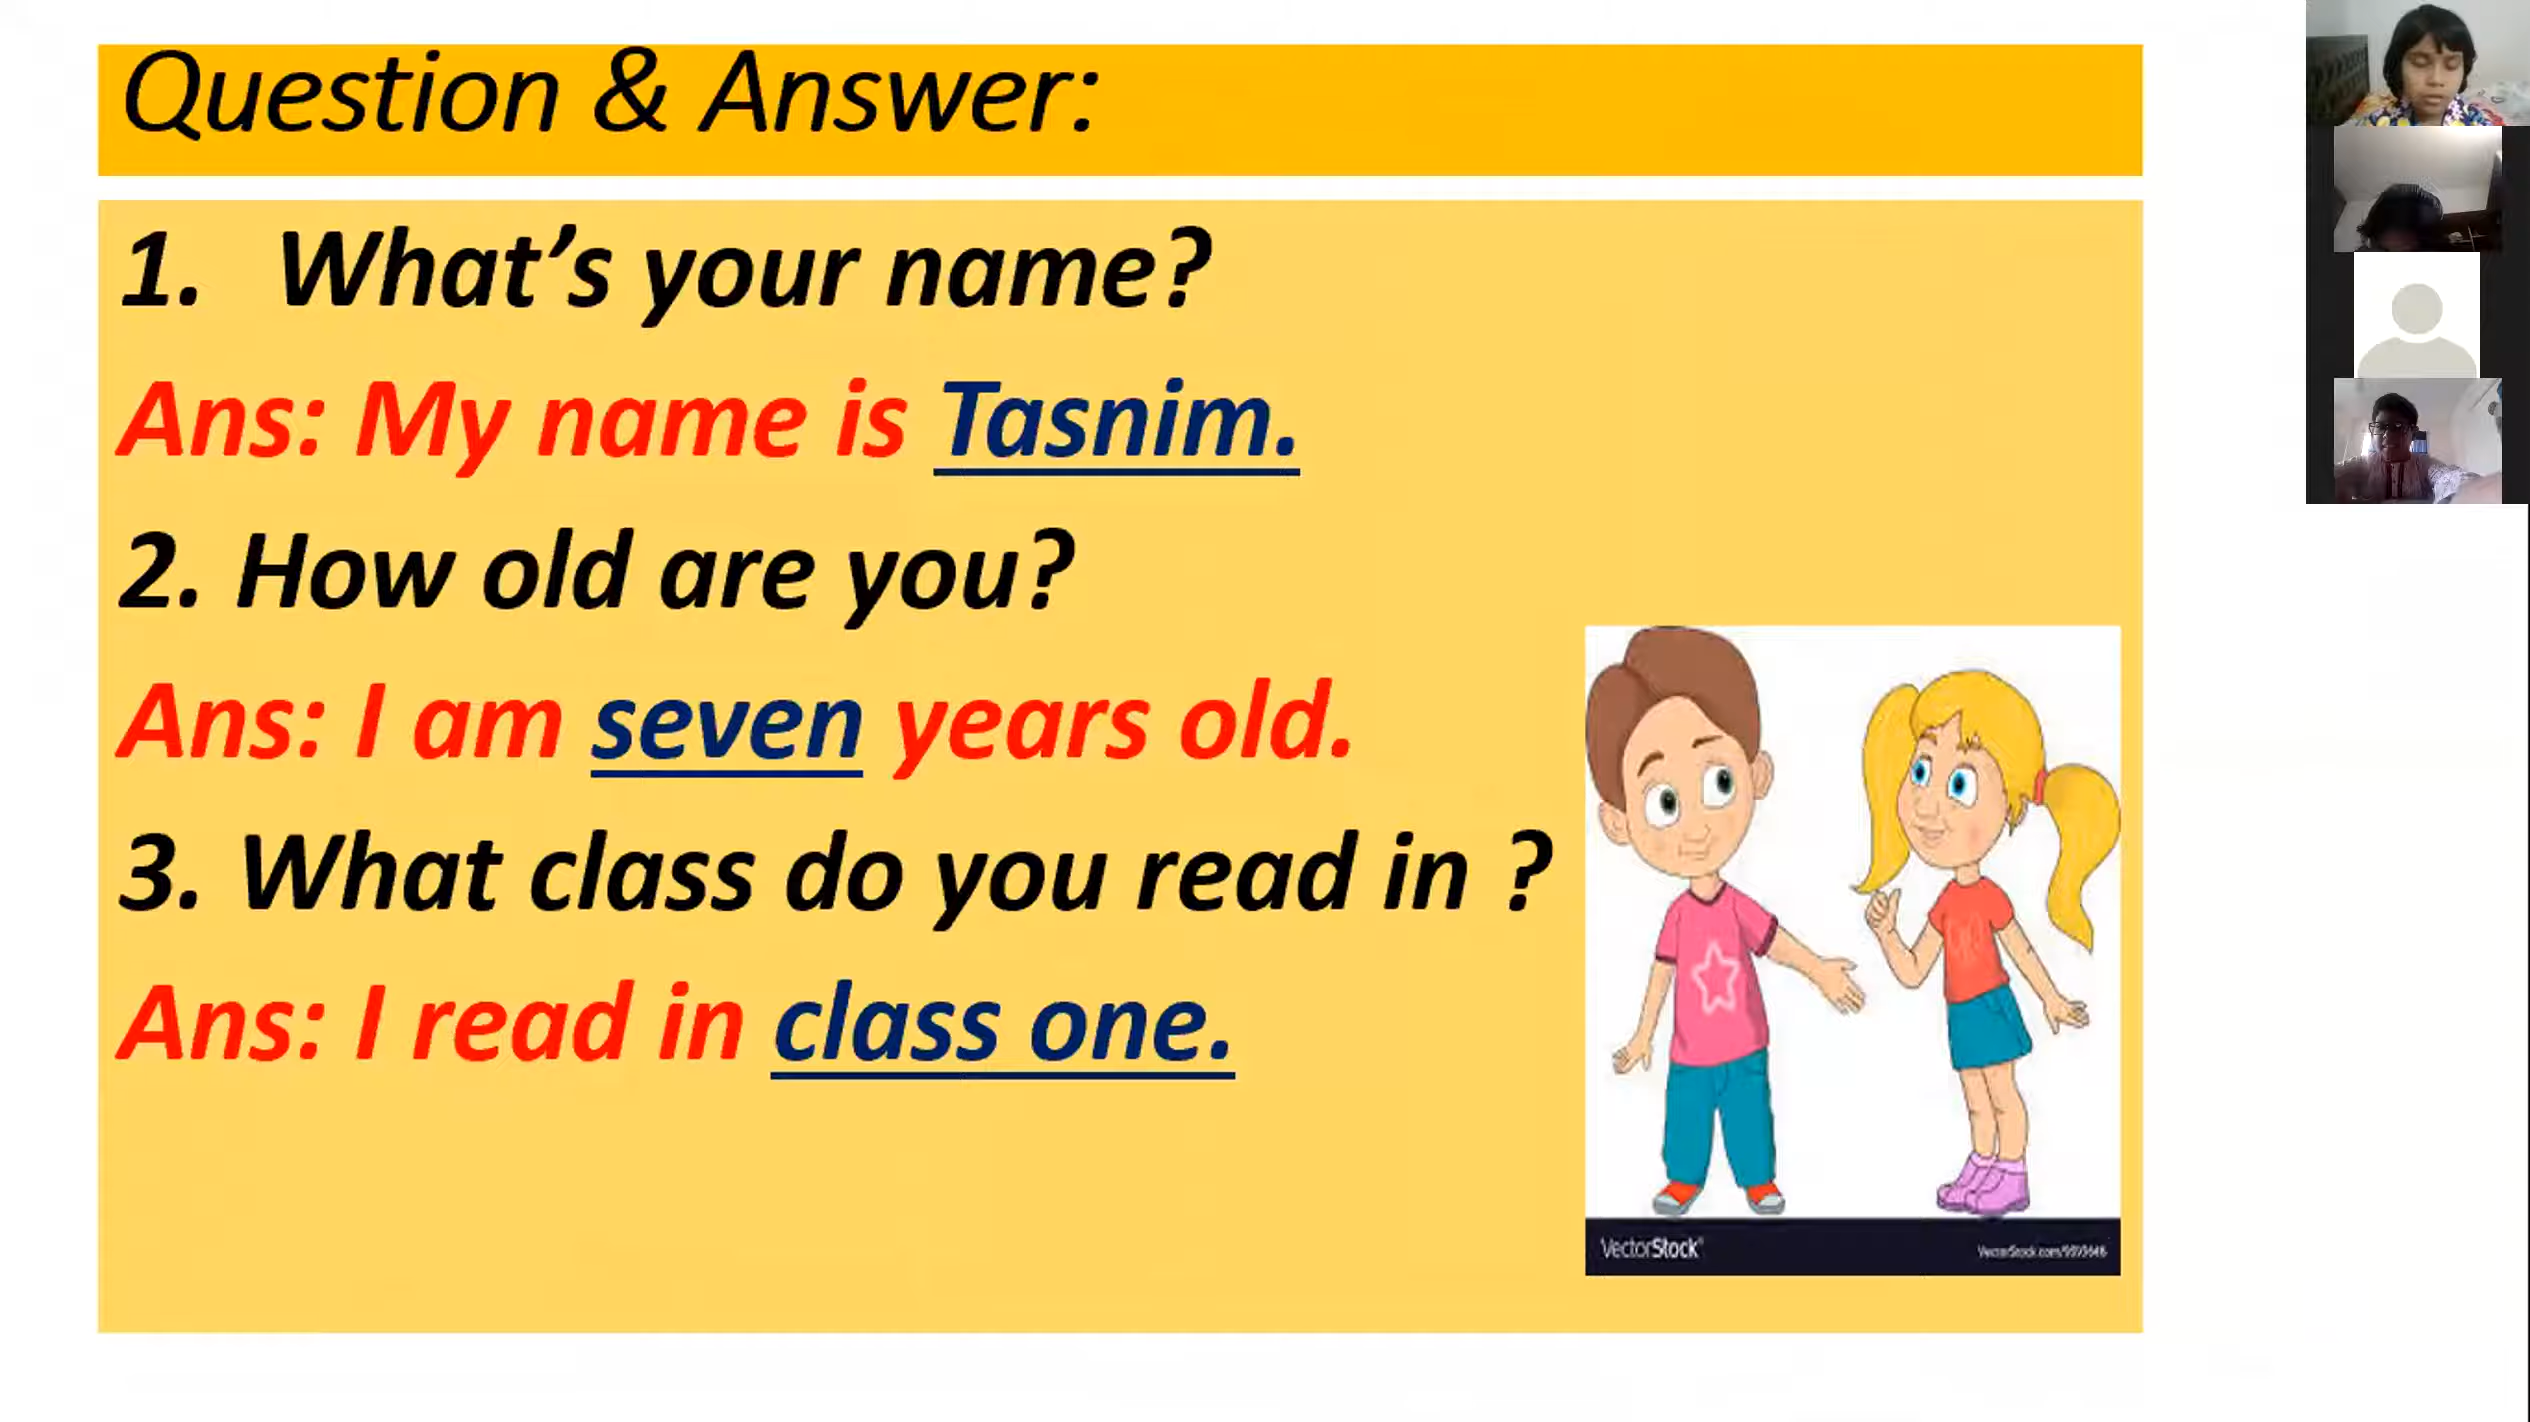 Question & Answer:
1. What’s your name?
Ans: My name is Tasnim.
2. How old are you?
Ans: I am seven years old.
3. What class do you read in ?
Ans: I read in class one.
VectorStock®